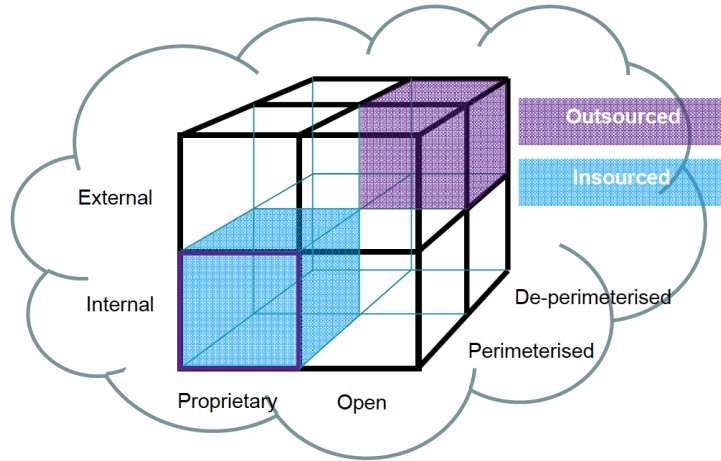 Outsourced
Insourced
External
Internal
De-perimeterised
Perimeterised
Proprietary
Open